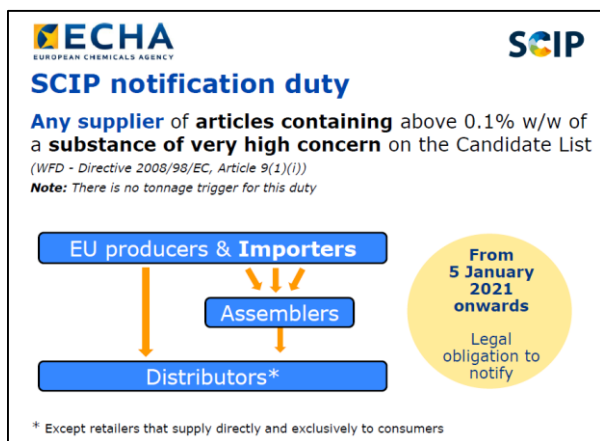 ECHA
EUROPEAN CHEMICALS AGENCY
SCIP
SCIP notification duty
Any supplier of articles containing above 0.1% w/w of
a substance of very high concern on the Candidate List
(WFD - Directive 2008/98/EC, Article 9(1)(i))
Note: There is no tonnage trigger for this duty
EU producers & Importers
Assemblers
Distributors*
From
5 January
2021
onwards
Legal
obligation to
notify
* Except retailers that supply directly and exclusively to consumers